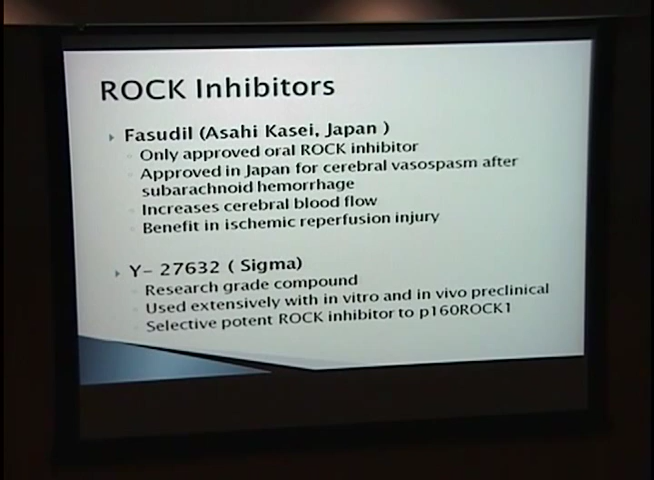 ROCK Inhibitors
Fasudil (Asahi Kasei, Japan )
Only approved oral ROCK inhibitor
Approved in Japan for cerebral vasospasm after
subarachnoid hemorrhage
Increases cerebral blood flow
Benefit in ischemic reperfusion injury
Y- 27632 ( Sigma)
Research grade compound
Used extensively with in vitro and in vivo preclinical
Selective potent ROCK inhibitor to p160ROCK1